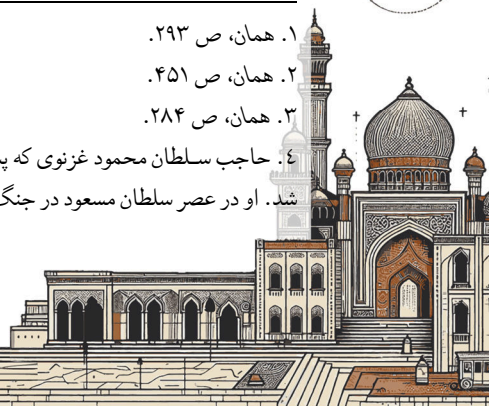 ۱. همان، ص ۲۹۳.
۲. همان، ص ۴۵۱.
۳. همان، ص ۲۸۴.
٤. حاجب سلطان محمود غزنوی که
شد. او در عصر سلطان مسعود در جنگ